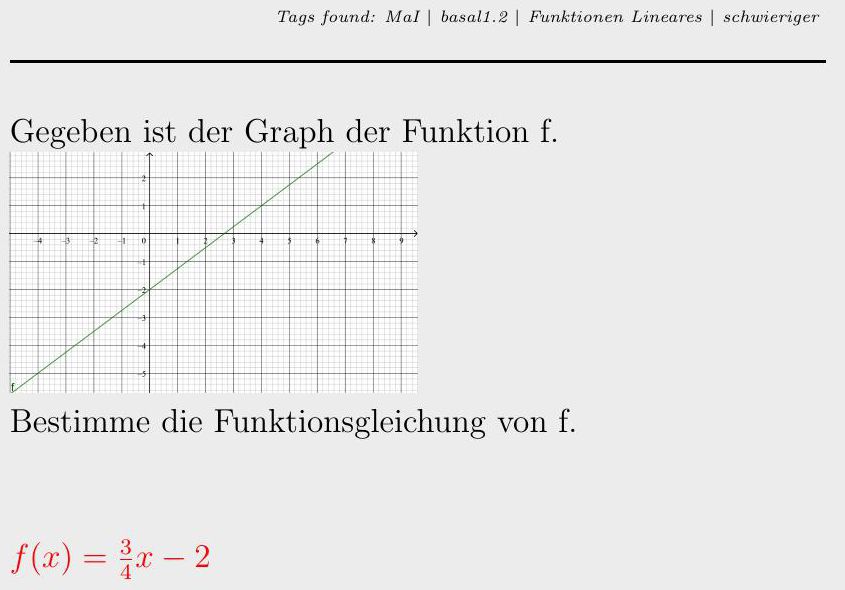 Tags found: MaI | basal1.2 | Funktionen Lineares | schwieriger
Gegeben ist der Graph der Funktion f.
2
1
-4 -3 -2 -1 0 1 2 3 4 5 6 7 8 9
-1
-2
-3
-4
-5
f
Bestimme die Funktionsgleichung von f.
f(x) = \frac{3}{4}x − 2